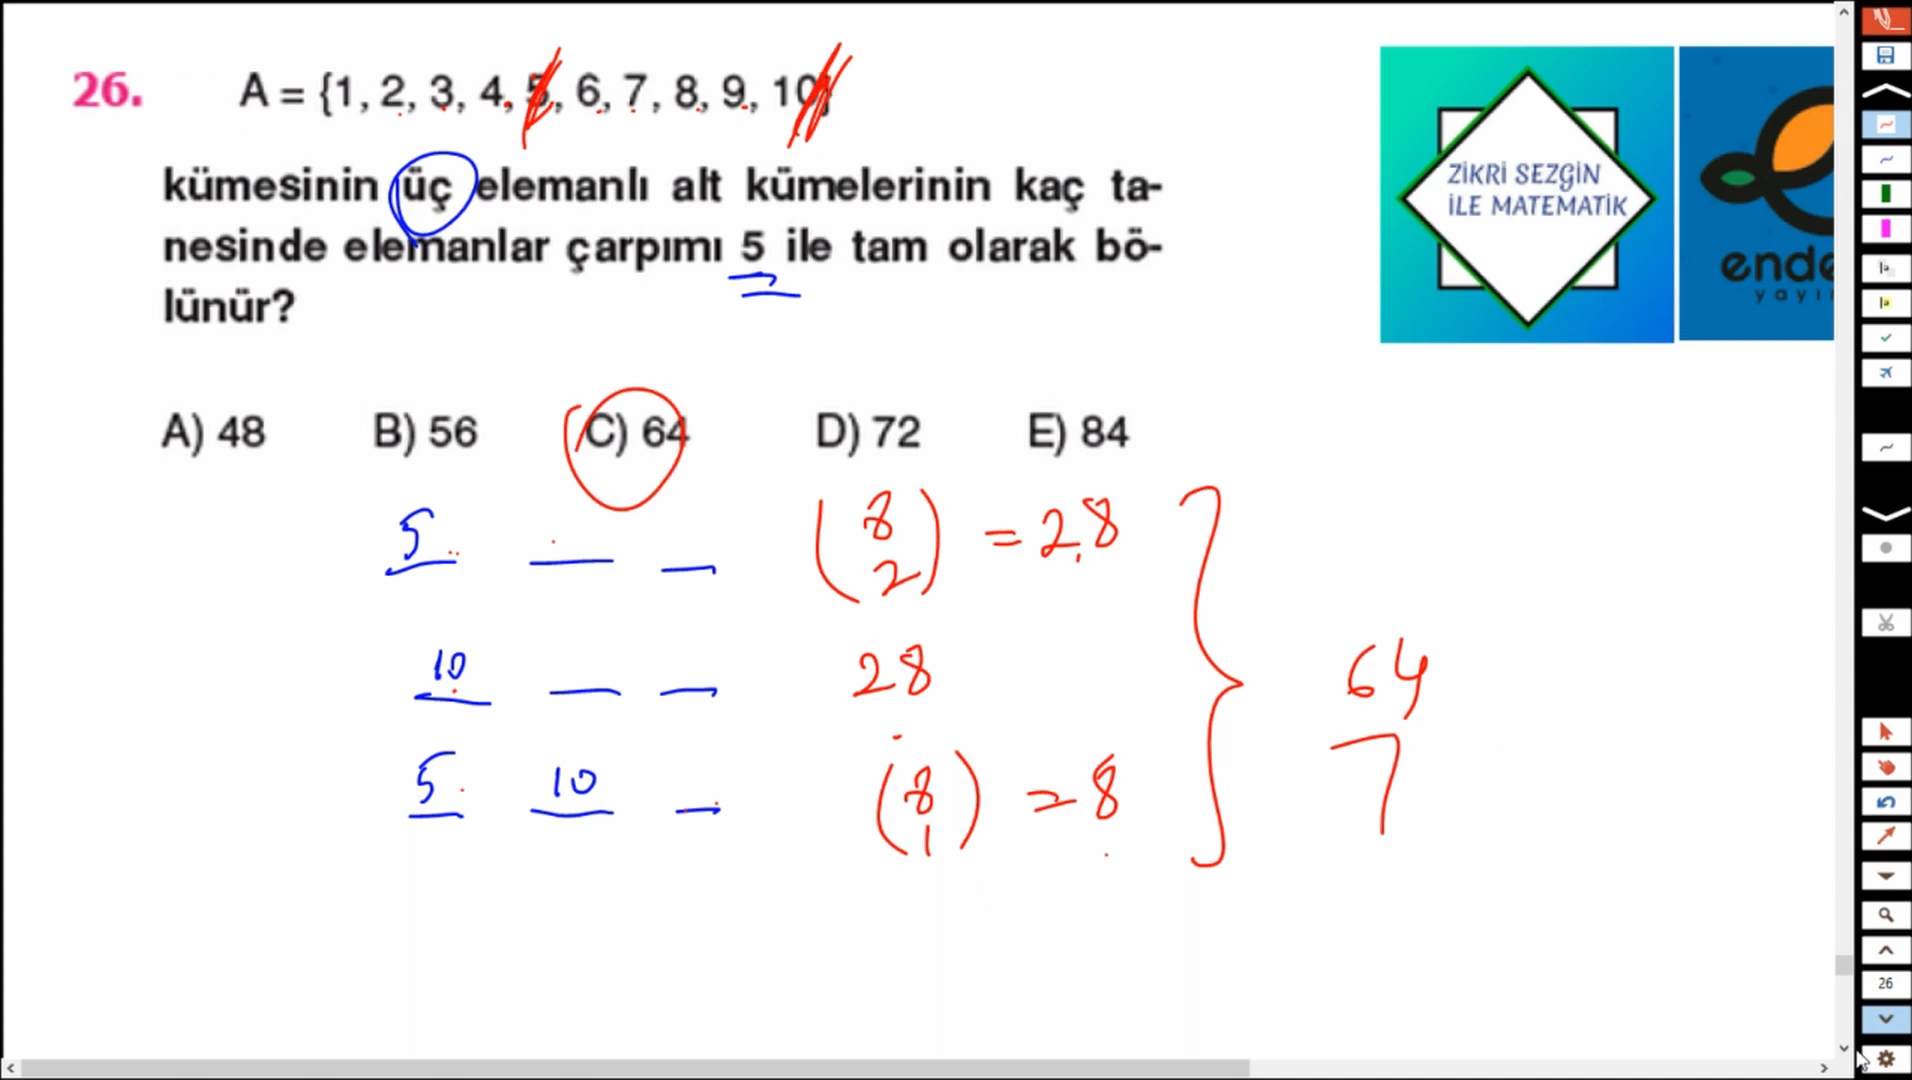 26. A = {1, 2, 3, 4, 5, 6, 7, 8, 9, 10}
kümesinin üç elemanlı alt kümelerinin kaç ta-
nesinde elemanlar çarpımı 5 ile tam olarak bö-
lünür?
A) 48 B) 56 C) 64 D) 72 E) 84
ZİKRİ SEZGİN
İLE MATEMATİK
ende
yayı
5 _ _ (8 2) = 28
10 _ _ 28
5 10 _ (8 1) = 8
64
26